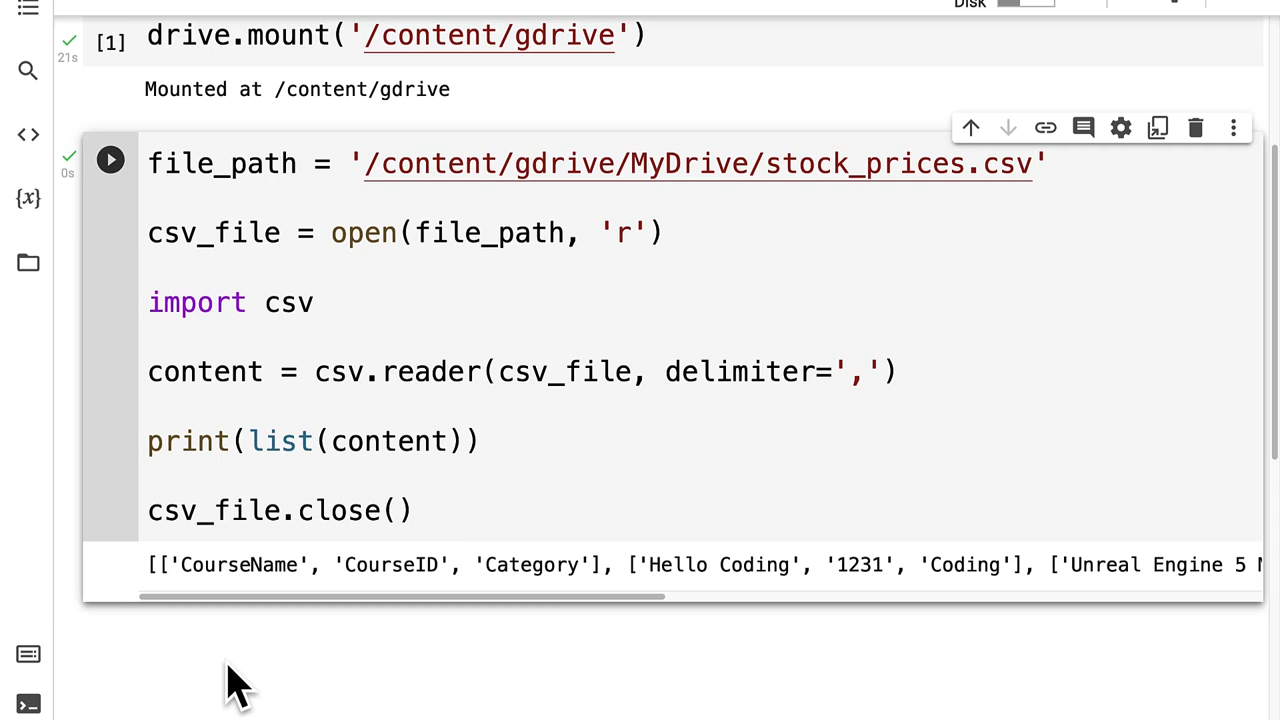 Disk
[1] drive.mount('/content/gdrive')
21s
Mounted at /content/gdrive
file_path = '/content/gdrive/MyDrive/stock_prices.csv'
0s
csv_file = open(file_path, 'r')
{x}
import csv
content = csv.reader(csv_file, delimiter=',')
print(list(content))
csv_file.close()
[['CourseName', 'CourseID', 'Category'], ['Hello Coding', '1231', 'Coding'], ['Unreal Engine 5